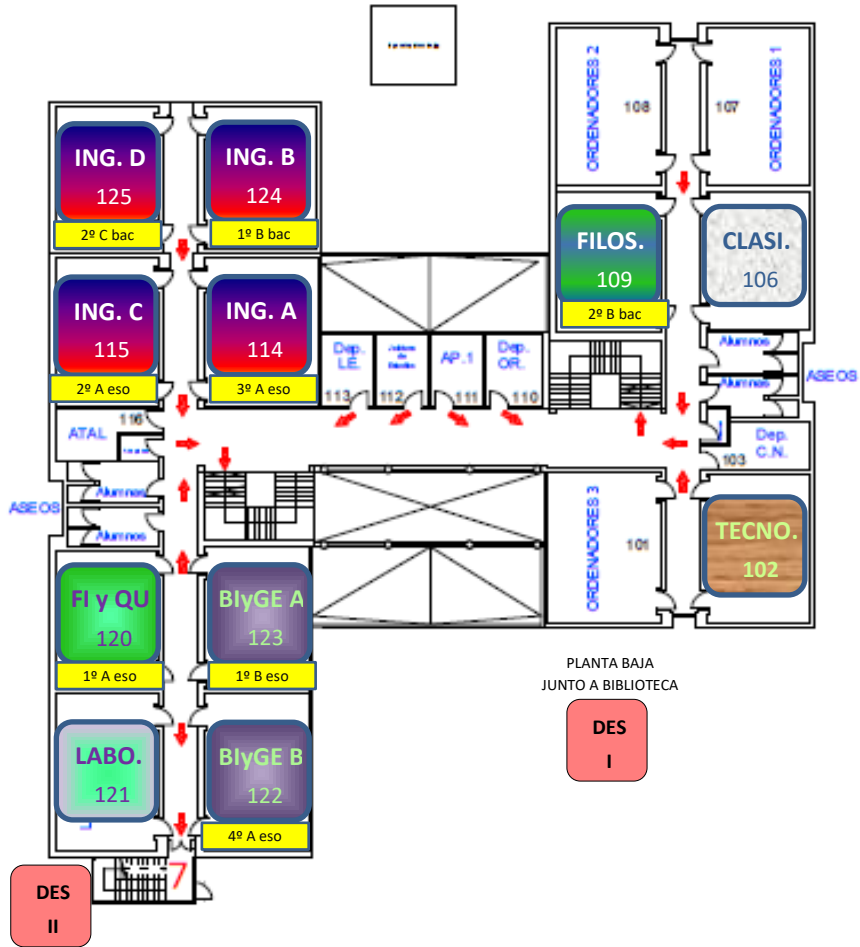 ORDENADORES 2
108
107
ORDENADORES 1
ING. D
125
2º C bac
ING. B
124
1º B bac
FILOS.
109
2º B bac
CLASI.
106
ING. C
115
2º A eso
ING. A
114
3º A eso
Dep.
LE.
113
112
AP.1
111
Dep.
OR.
110
Alumnos
Alumnos
ASEOS
116
ATAL
103
Dep.
C.N.
ASEOS
Alumnos
Alumnos
ORDENADORES 3
101
TECNO.
102
FI y QU
120
1º A eso
BIyGE A
123
1º B eso
PLANTA BAJA
JUNTO A BIBLIOTECA
DES
I
LABO.
121
BIyGE B
122
4º A eso
7
DES
II